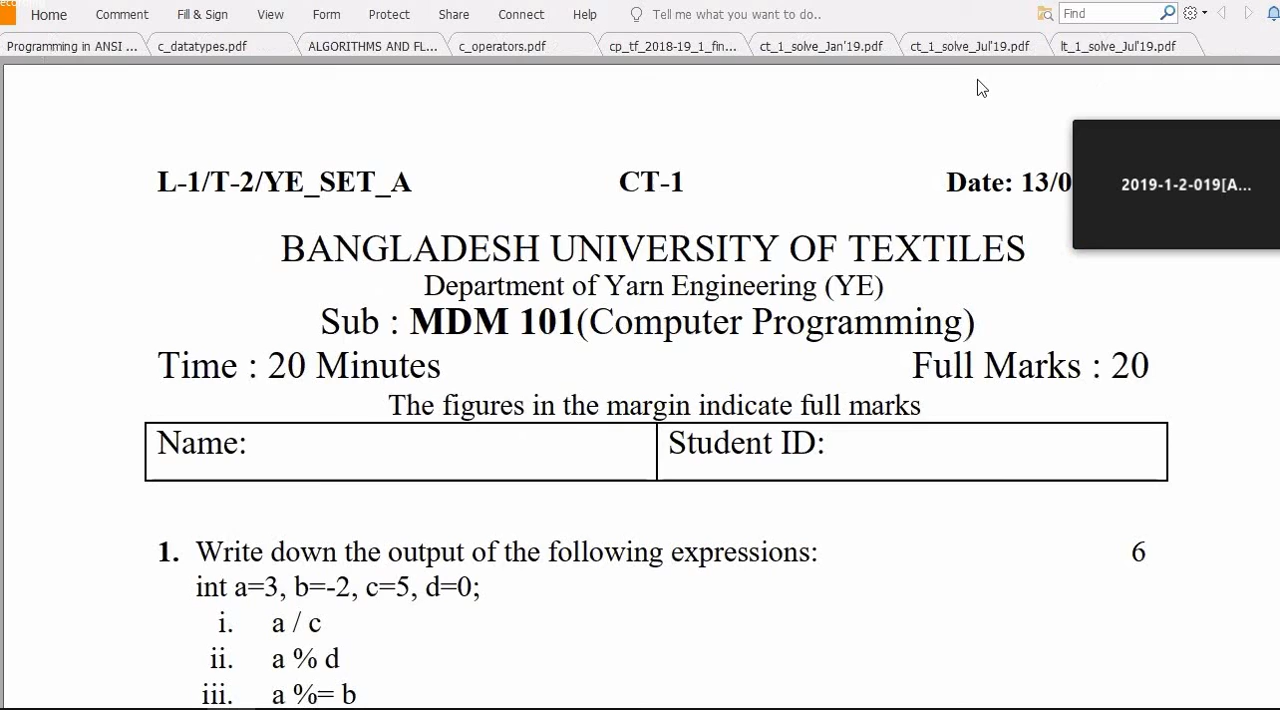 Home Comment Fill & Sign View Form Protect Share Connect Help Tell me what you want to do.. Find
Programming in ANSI ... c_datatypes.pdf ALGORITHMS AND FL... c_operators.pdf cp_tf_2018-19_1_fin... ct_1_solve_Jan'19.pdf ct_1_solve_Jul'19.pdf lt_1_solve_Jul'19.pdf
L-1/T-2/YE_SET_A CT-1 Date: 13/0
2019-1-2-019[A...
BANGLADESH UNIVERSITY OF TEXTILES
Department of Yarn Engineering (YE)
Sub : MDM 101(Computer Programming)
Time : 20 Minutes Full Marks : 20
The figures in the margin indicate full marks
Name: Student ID:
1. Write down the output of the following expressions: 6
int a=3, b=-2, c=5, d=0;
i. a / c
ii. a % d
iii. a %= b